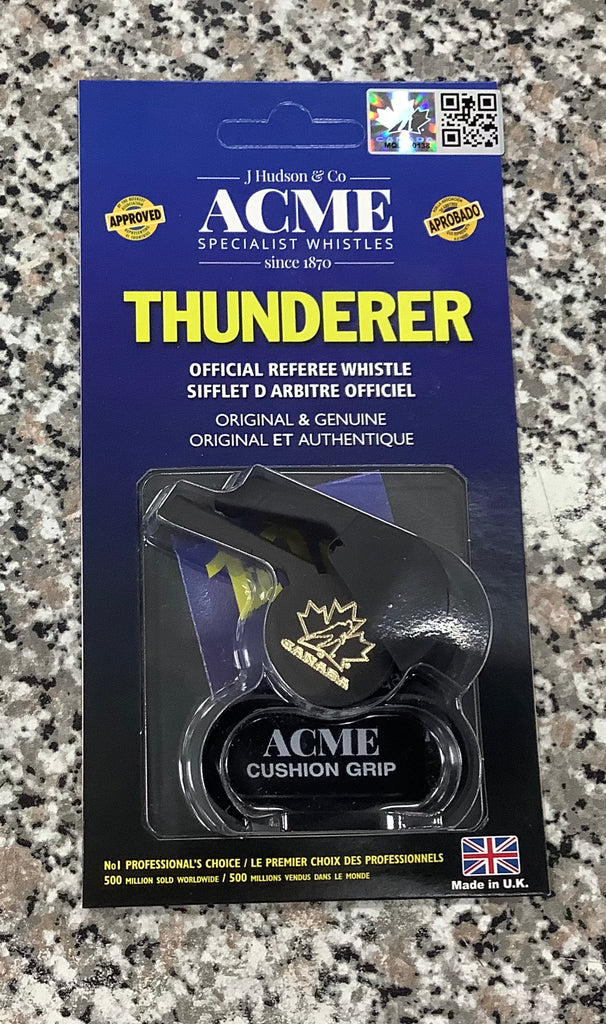 CANADA
J Hudson & Co
ACME
SPECIALIST WHISTLES
since 1870
APPROVED
APROBADO
THUNDERER
OFFICIAL REFEREE WHISTLE
SIFFLET D ARBITRE OFFICIEL
ORIGINAL & GENUINE
ORIGINAL ET AUTHENTIQUE
CANADA
ACME
CUSHION GRIP
No1 PROFESSIONAL'S CHOICE / LE PREMIER CHOIX DES PROFESSIONNELS
500 MILLION SOLD WORLDWIDE / 500 MILLIONS VENDUS DANS LE MONDE
Made in U.K.